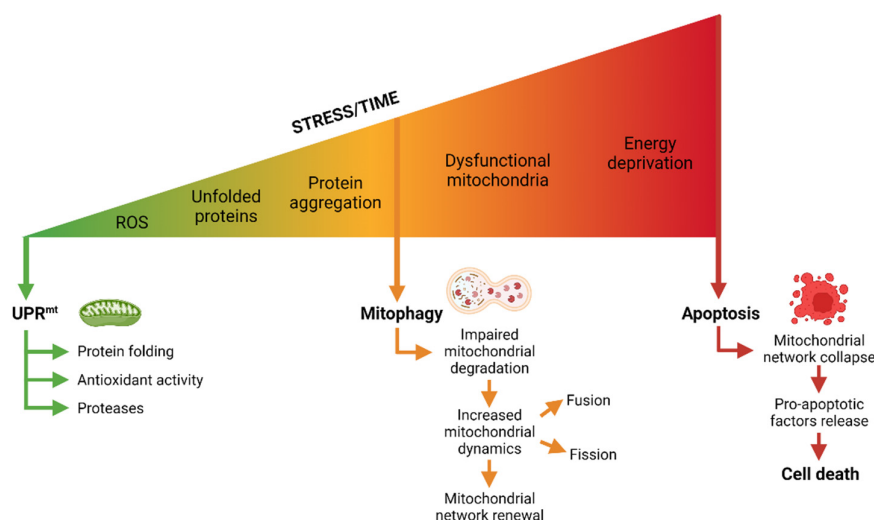 STRESS/TIME
ROS
Unfolded
proteins
Protein
aggregation
Dysfunctional
mitochondria
Energy
deprivation
UPRmt
Protein folding
Antioxidant activity
Proteases
Mitophagy
Impaired
mitochondrial
degradation
Increased
mitochondrial
dynamics
Fusion
Fission
Mitochondrial
network renewal
Apoptosis
Mitochondrial
network collapse
Pro-apoptotic
factors release
Cell death